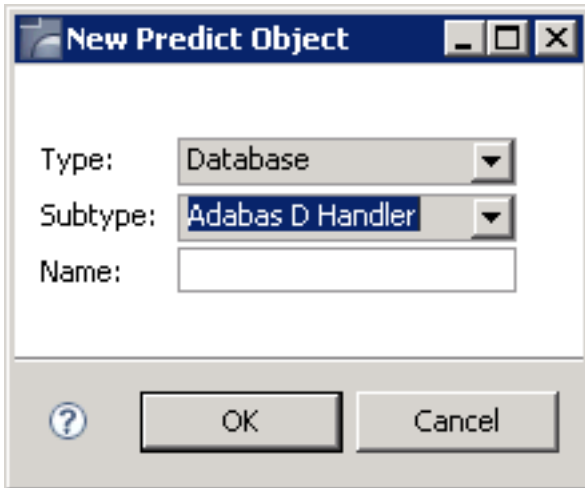 New Predict Object
Type: Database
Subtype: Adabas D Handler
Name:
? OK Cancel